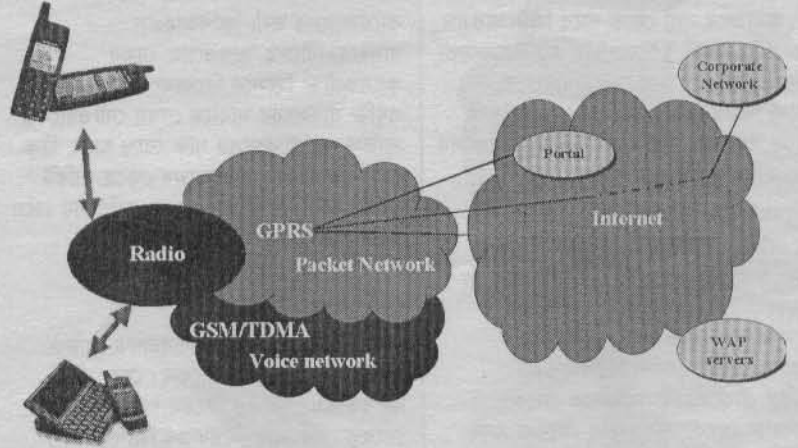 Corporate
Network
Portal
Internet
GPRS
Packet Network
Radio
GSM/TDMA
Voice network
WAP
servers